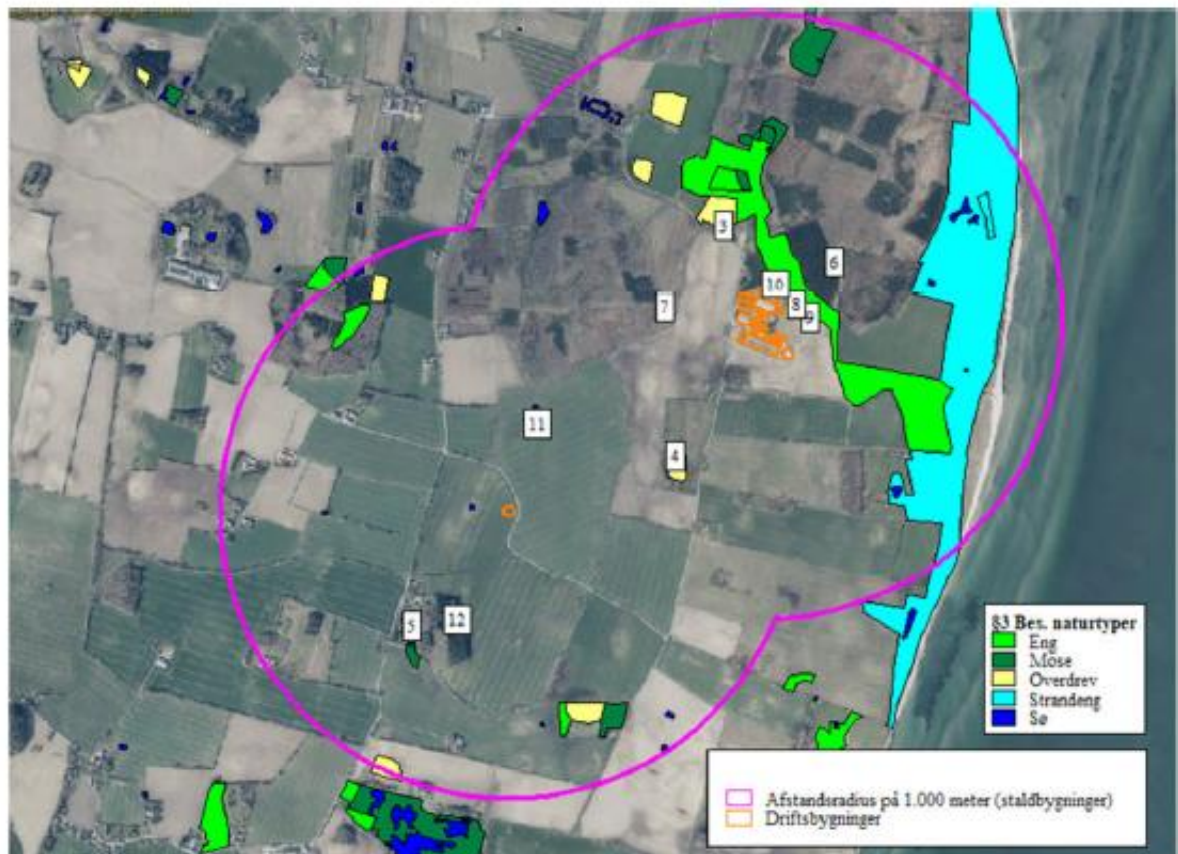 3
6
10
7
8
9
11
4
5
12
§3 Bes. naturtyper
Eng
Mose
Overdrev
Strandeng
Sø
Afstandsradius på 1.000 meter (staldbygninger)
Driftsbygninger